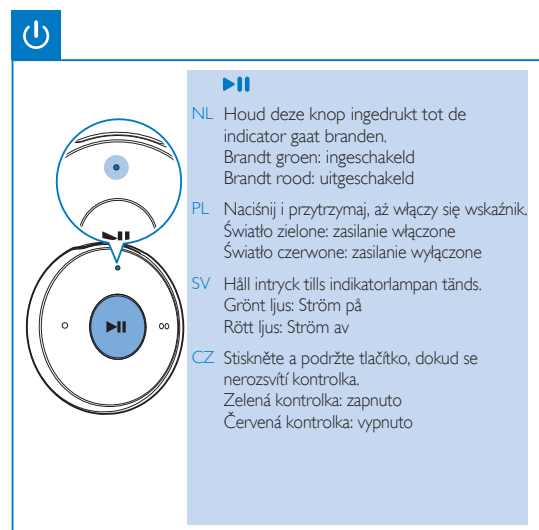 NL Houd deze knop ingedrukt tot de
indicator gaat branden.
Brandt groen: ingeschakeld
Brandt rood: uitgeschakeld
PL Naciśnij i przytrzymaj, aż włączy się wskaźnik.
Światło zielone: zasilanie włączone
Światło czerwone: zasilanie wyłączone
SV Håll intryck tills indikatorlampan tänds.
Grönt ljus: Ström på
Rött ljus: Ström av
CZ Stiskněte a podržte tlačítko, dokud se
nerozsvítí kontrolka.
Zelená kontrolka: zapnuto
Červená kontrolka: vypnuto